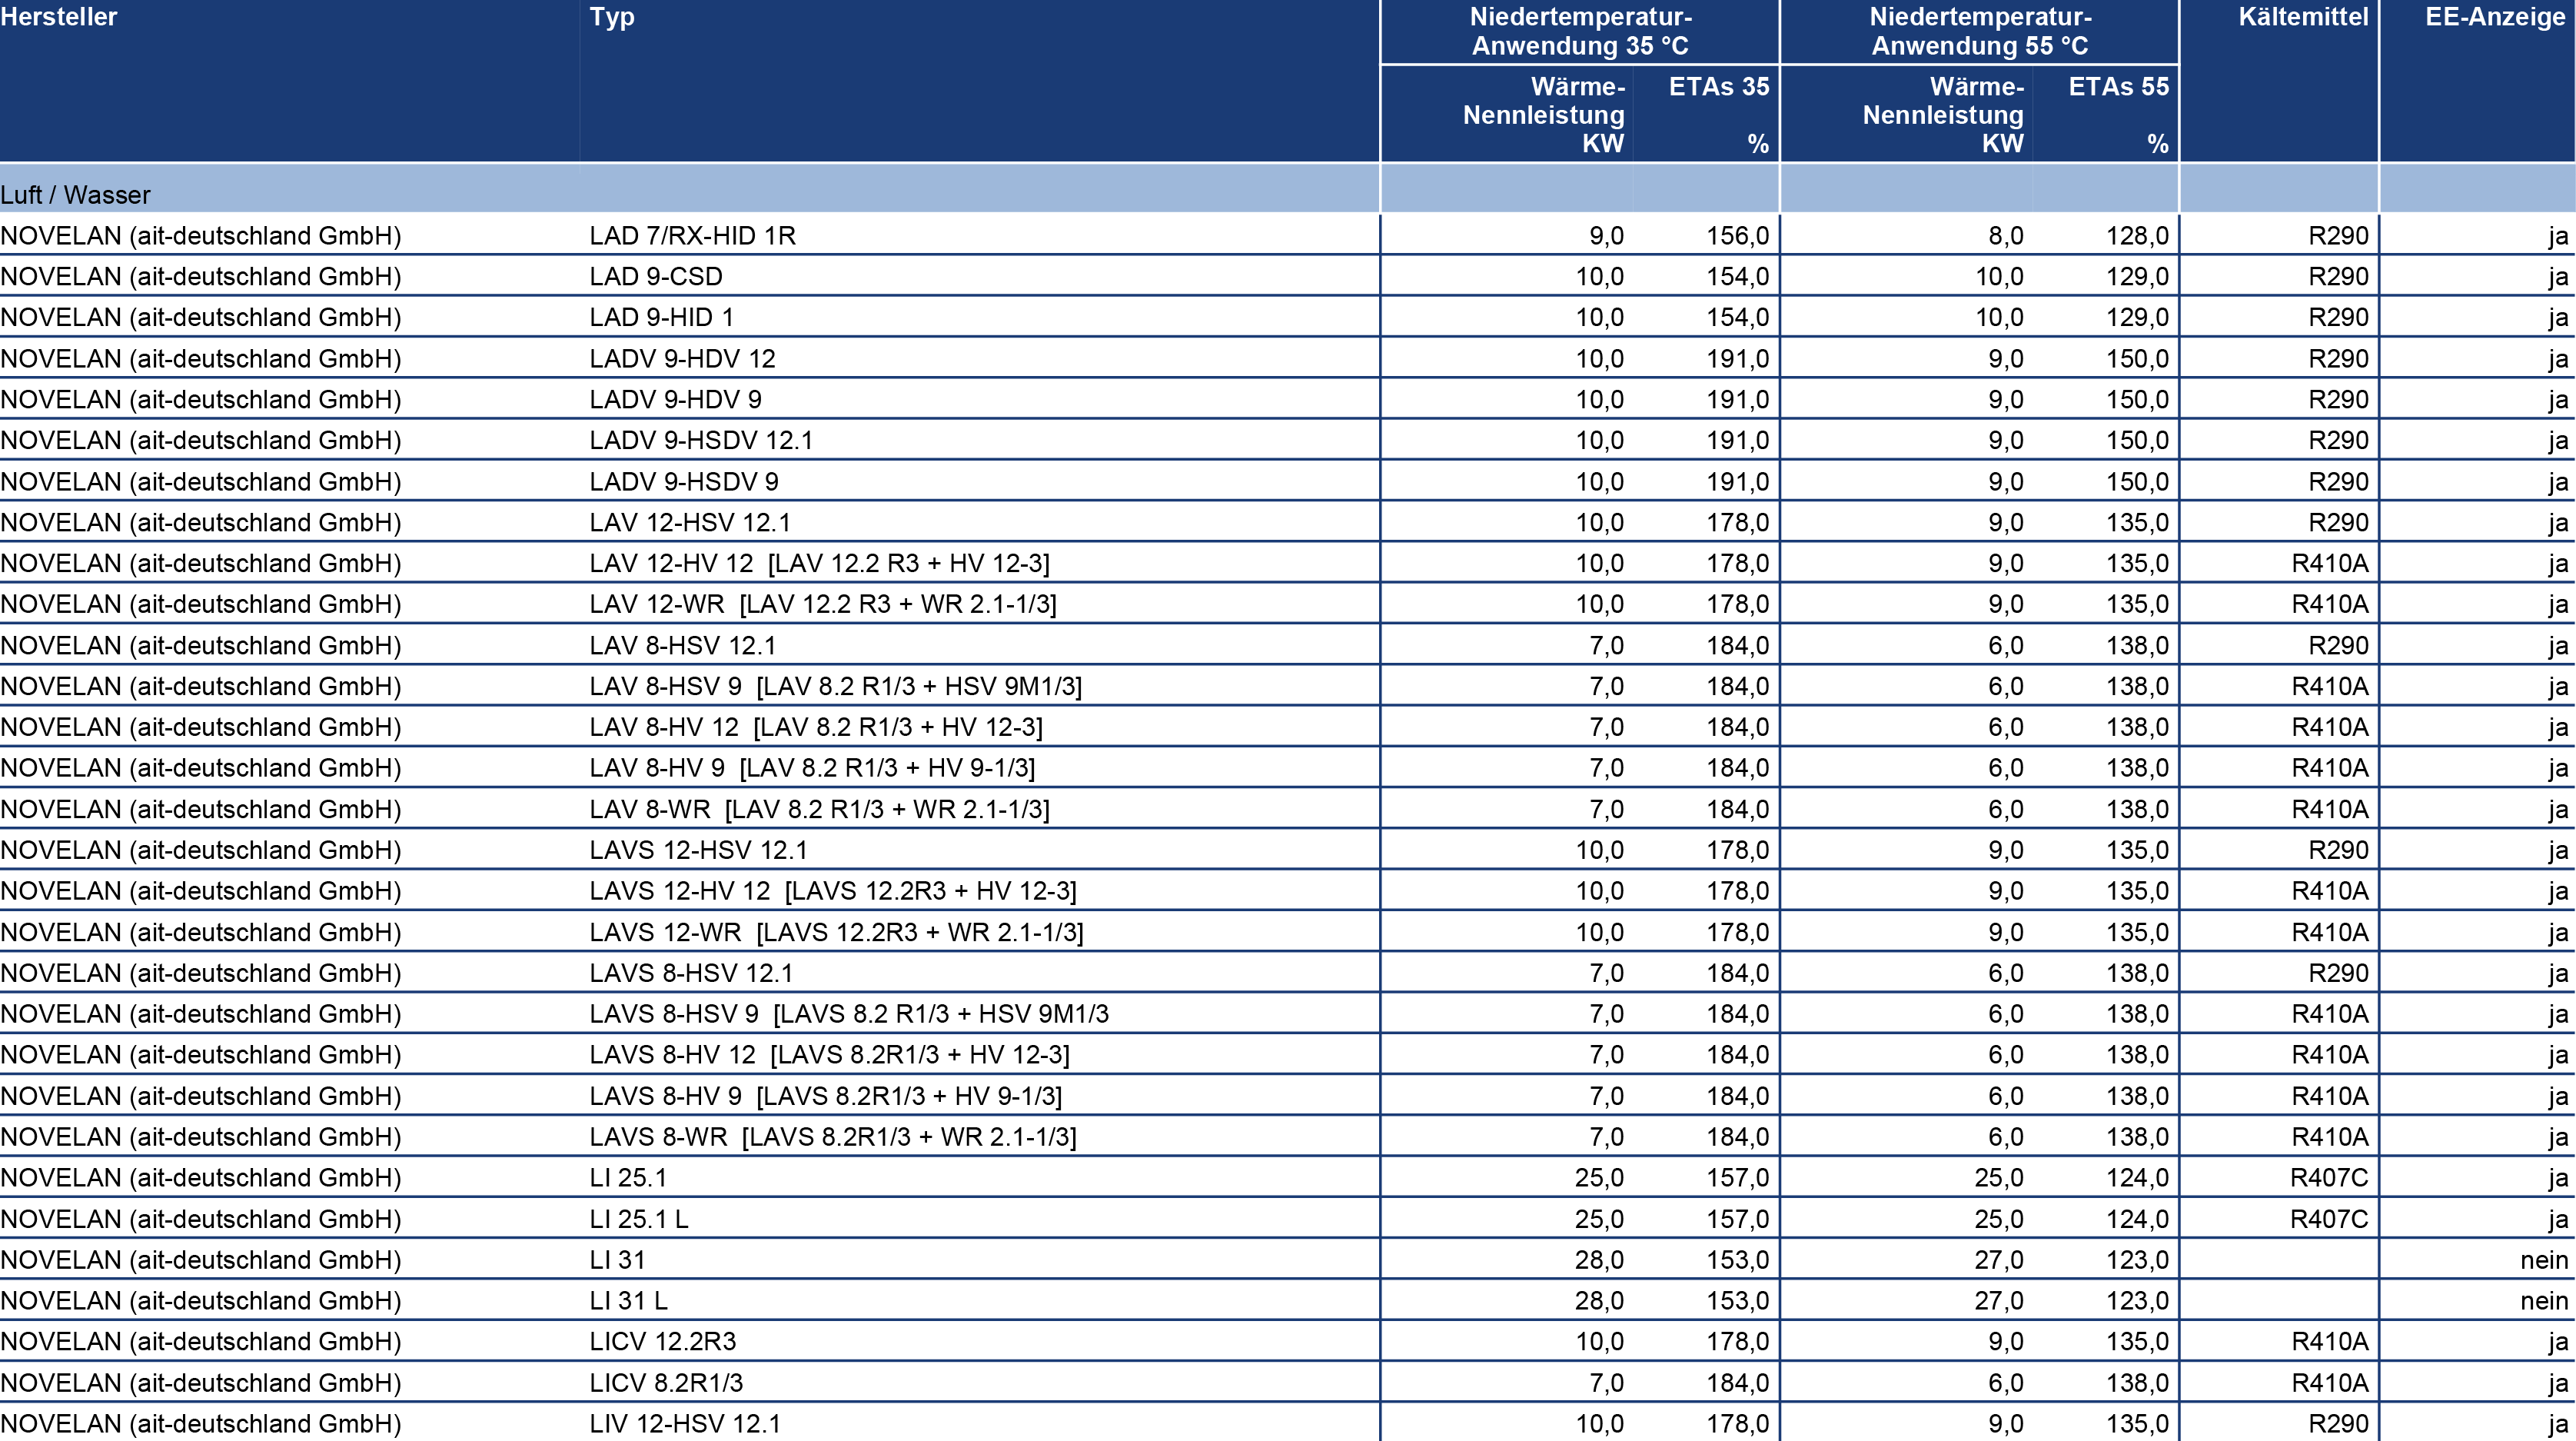 Hersteller Typ Niedertemperatur- Niedertemperatur- Kältemittel EE-Anzeige
Anwendung 35 °C Anwendung 55 °C
Wärme- ETAs 35 Wärme- ETAs 55
Nennleistung Nennleistung
KW % KW %
Luft / Wasser
NOVELAN (ait-deutschland GmbH) LAD 7/RX-HID 1R 9,0 156,0 8,0 128,0 R290 ja
NOVELAN (ait-deutschland GmbH) LAD 9-CSD 10,0 154,0 10,0 129,0 R290 ja
NOVELAN (ait-deutschland GmbH) LAD 9-HID 1 10,0 154,0 10,0 129,0 R290 ja
NOVELAN (ait-deutschland GmbH) LADV 9-HDV 12 10,0 191,0 9,0 150,0 R290 ja
NOVELAN (ait-deutschland GmbH) LADV 9-HDV 9 10,0 191,0 9,0 150,0 R290 ja
NOVELAN (ait-deutschland GmbH) LADV 9-HSDV 12.1 10,0 191,0 9,0 150,0 R290 ja
NOVELAN (ait-deutschland GmbH) LADV 9-HSDV 9 10,0 191,0 9,0 150,0 R290 ja
NOVELAN (ait-deutschland GmbH) LAV 12-HSV 12.1 10,0 178,0 9,0 135,0 R290 ja
NOVELAN (ait-deutschland GmbH) LAV 12-HV 12 [LAV 12.2 R3 + HV 12-3] 10,0 178,0 9,0 135,0 R410A ja
NOVELAN (ait-deutschland GmbH) LAV 12-WR [LAV 12.2 R3 + WR 2.1-1/3] 10,0 178,0 9,0 135,0 R410A ja
NOVELAN (ait-deutschland GmbH) LAV 8-HSV 12.1 7,0 184,0 6,0 138,0 R290 ja
NOVELAN (ait-deutschland GmbH) LAV 8-HSV 9 [LAV 8.2 R1/3 + HSV 9M1/3] 7,0 184,0 6,0 138,0 R410A ja
NOVELAN (ait-deutschland GmbH) LAV 8-HV 12 [LAV 8.2 R1/3 + HV 12-3] 7,0 184,0 6,0 138,0 R410A ja
NOVELAN (ait-deutschland GmbH) LAV 8-HV 9 [LAV 8.2 R1/3 + HV 9-1/3] 7,0 184,0 6,0 138,0 R410A ja
NOVELAN (ait-deutschland GmbH) LAV 8-WR [LAV 8.2 R1/3 + WR 2.1-1/3] 7,0 184,0 6,0 138,0 R410A ja
NOVELAN (ait-deutschland GmbH) LAVS 12-HSV 12.1 10,0 178,0 9,0 135,0 R290 ja
NOVELAN (ait-deutschland GmbH) LAVS 12-HV 12 [LAVS 12.2R3 + HV 12-3] 10,0 178,0 9,0 135,0 R410A ja
NOVELAN (ait-deutschland GmbH) LAVS 12-WR [LAVS 12.2R3 + WR 2.1-1/3] 10,0 178,0 9,0 135,0 R410A ja
NOVELAN (ait-deutschland GmbH) LAVS 8-HSV 12.1 7,0 184,0 6,0 138,0 R290 ja
NOVELAN (ait-deutschland GmbH) LAVS 8-HSV 9 [LAVS 8.2 R1/3 + HSV 9M1/3 7,0 184,0 6,0 138,0 R410A ja
NOVELAN (ait-deutschland GmbH) LAVS 8-HV 12 [LAVS 8.2R1/3 + HV 12-3] 7,0 184,0 6,0 138,0 R410A ja
NOVELAN (ait-deutschland GmbH) LAVS 8-HV 9 [LAVS 8.2R1/3 + HV 9-1/3] 7,0 184,0 6,0 138,0 R410A ja
NOVELAN (ait-deutschland GmbH) LAVS 8-WR [LAVS 8.2R1/3 + WR 2.1-1/3] 7,0 184,0 6,0 138,0 R410A ja
NOVELAN (ait-deutschland GmbH) LI 25.1 25,0 157,0 25,0 124,0 R407C ja
NOVELAN (ait-deutschland GmbH) LI 25.1 L 25,0 157,0 25,0 124,0 R407C ja
NOVELAN (ait-deutschland GmbH) LI 31 28,0 153,0 27,0 123,0 nein
NOVELAN (ait-deutschland GmbH) LI 31 L 28,0 153,0 27,0 123,0 nein
NOVELAN (ait-deutschland GmbH) LICV 12.2R3 10,0 178,0 9,0 135,0 R410A ja
NOVELAN (ait-deutschland GmbH) LICV 8.2R1/3 7,0 184,0 6,0 138,0 R410A ja
NOVELAN (ait-deutschland GmbH) LIV 12-HSV 12.1 10,0 178,0 9,0 135,0 R290 ja